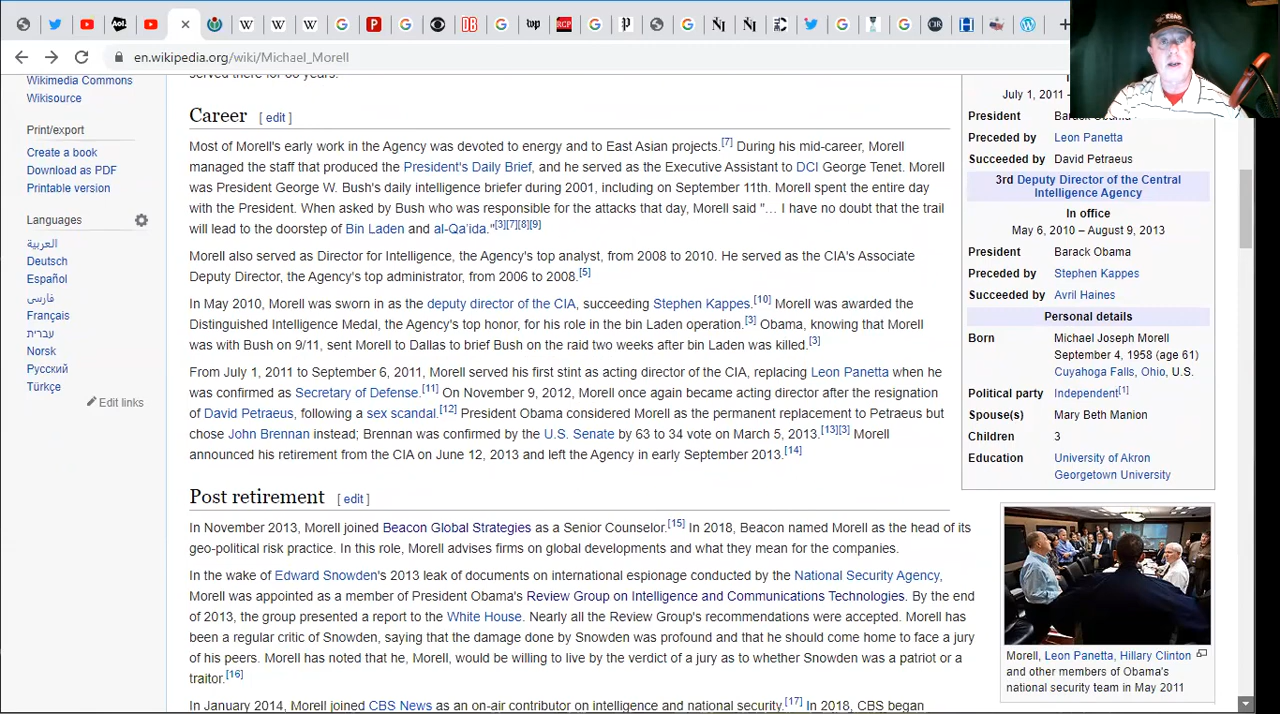 Aol.
W
W
W
G
P
G
DB
G
wp
RCP
G
P
G
NJ
NJ
G
G
CfR
H
en.wikipedia.org/wiki/Michael_Morell
Wikimedia Commons
Wikisource
Print/export
Create a book
Download as PDF
Printable version
Languages
العربية
Deutsch
Español
فارسی
Français
עברית
Norsk
Русский
Türkçe
Edit links
served there for
years.
Career [ edit ]
Most of Morell's early work in the Agency was devoted to energy and to East Asian projects.[7] During his mid-career, Morell
managed the staff that produced the President's Daily Brief, and he served as the Executive Assistant to DCI George Tenet. Morell
was President George W. Bush's daily intelligence briefer during 2001, including on September 11th. Morell spent the entire day
with the President. When asked by Bush who was responsible for the attacks that day, Morell said "… I have no doubt that the trail
will lead to the doorstep of Bin Laden and al-Qa'ida."[3][7][8][9]
Morell also served as Director for Intelligence, the Agency's top analyst, from 2008 to 2010. He served as the CIA's Associate
Deputy Director, the Agency's top administrator, from 2006 to 2008.[5]
In May 2010, Morell was sworn in as the deputy director of the CIA, succeeding Stephen Kappes.[10] Morell was awarded the
Distinguished Intelligence Medal, the Agency's top honor, for his role in the bin Laden operation.[3] Obama, knowing that Morell
was with Bush on 9/11, sent Morell to Dallas to brief Bush on the raid two weeks after bin Laden was killed.[3]
From July 1, 2011 to September 6, 2011, Morell served his first stint as acting director of the CIA, replacing Leon Panetta when he
was confirmed as Secretary of Defense.[11] On November 9, 2012, Morell once again became acting director after the resignation
of David Petraeus, following a sex scandal.[12] President Obama considered Morell as the permanent replacement to Petraeus but
chose John Brennan instead; Brennan was confirmed by the U.S. Senate by 63 to 34 vote on March 5, 2013.[13][3] Morell
announced his retirement from the CIA on June 12, 2013 and left the Agency in early September 2013.[14]
Post retirement [ edit ]
In November 2013, Morell joined Beacon Global Strategies as a Senior Counselor.[15] In 2018, Beacon named Morell as the head of its
geo-political risk practice. In this role, Morell advises firms on global developments and what they mean for the companies.
In the wake of Edward Snowden's 2013 leak of documents on international espionage conducted by the National Security Agency,
Morell was appointed as a member of President Obama's Review Group on Intelligence and Communications Technologies. By the end
of 2013, the group presented a report to the White House. Nearly all the Review Group's recommendations were accepted. Morell has
been a regular critic of Snowden, saying that the damage done by Snowden was profound and that he should come home to face a jury
of his peers. Morell has noted that he, Morell, would be willing to live by the verdict of a jury as to whether Snowden was a patriot or a
traitor.[16]
In January 2014, Morell joined CBS News as an on-air contributor on intelligence and national security.[17] In 2018, CBS began
July 1, 2011 –
President Barack Obama
Preceded by Leon Panetta
Succeeded by David Petraeus
3rd Deputy Director of the Central
Intelligence Agency
In office
May 6, 2010 – August 9, 2013
President Barack Obama
Preceded by Stephen Kappes
Succeeded by Avril Haines
Personal details
Born Michael Joseph Morell
September 4, 1958 (age 61)
Cuyahoga Falls, Ohio, U.S.
Political party Independent[1]
Spouse(s) Mary Beth Manion
Children 3
Education University of Akron
Georgetown University
Morell, Leon Panetta, Hillary Clinton
and other members of Obama's
national security team in May 2011